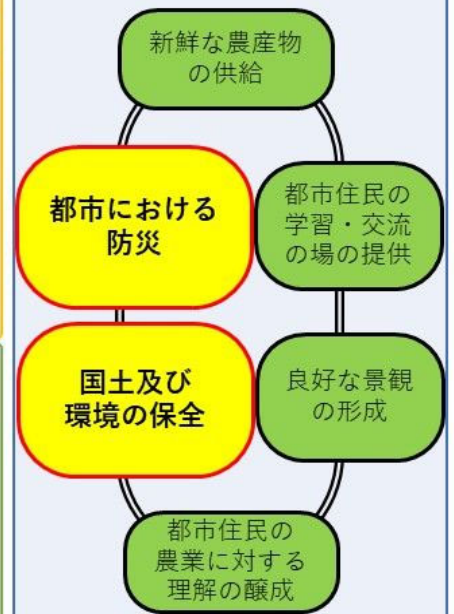 新鮮な農産物
の供給
都市における
防災
都市住民の
学習・交流
の場の提供
国土及び
環境の保全
良好な景観
の形成
都市住民の
農業に対する
理解の醸成